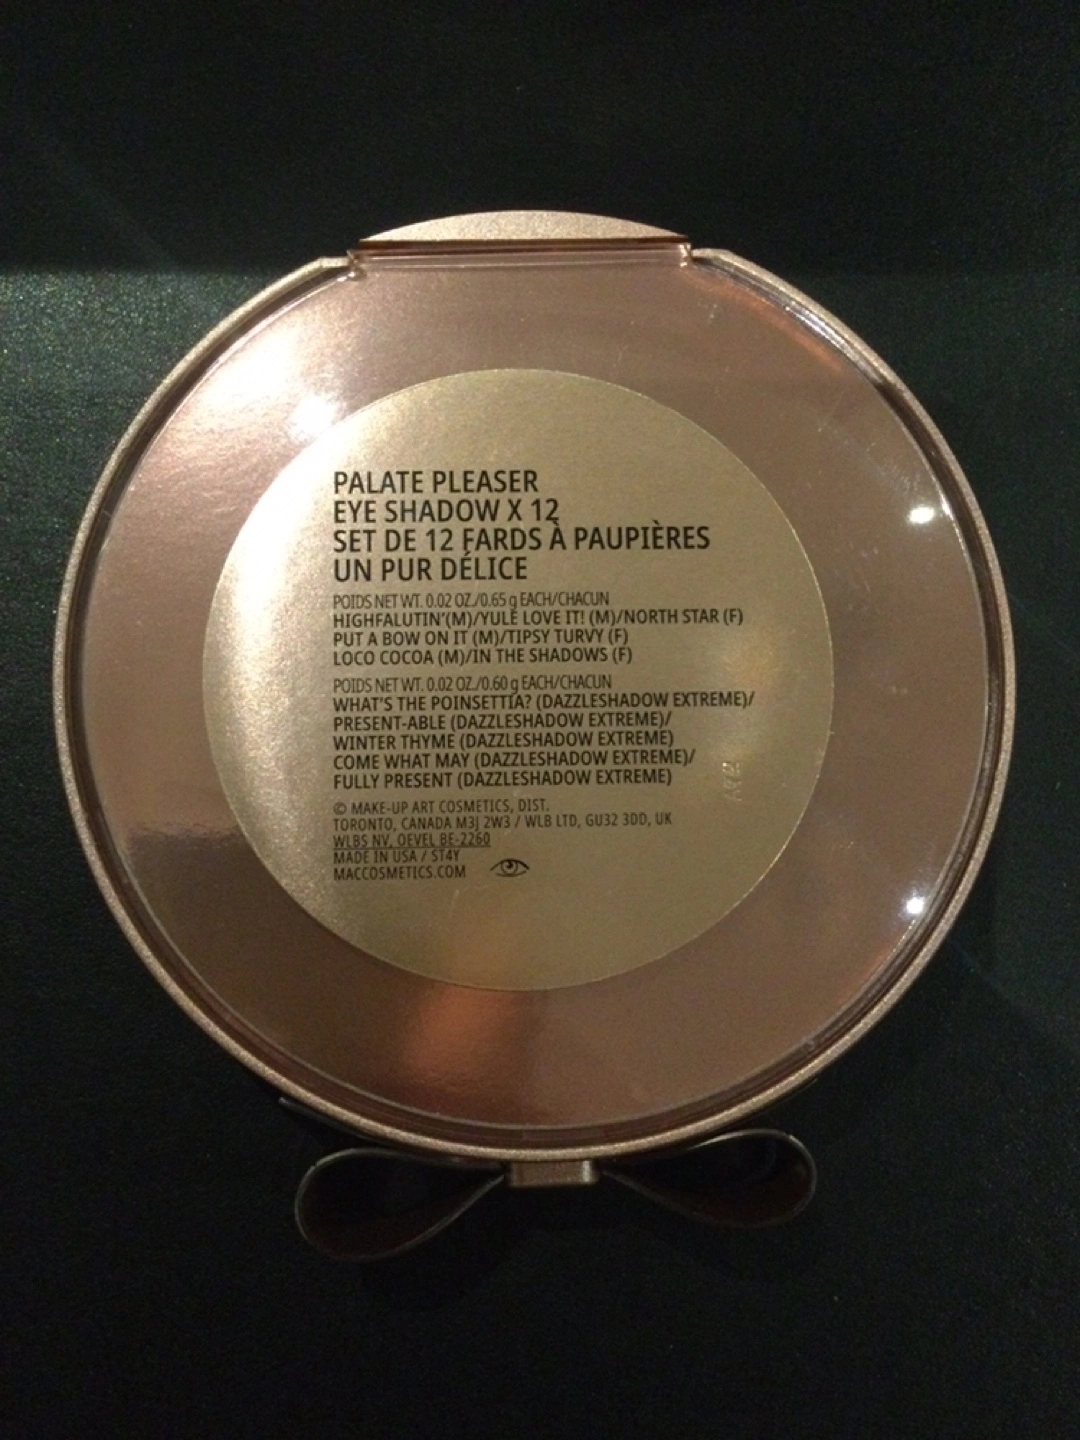 PALATE PLEASER
EYE SHADOW X 12
SET DE 12 FARDS À PAUPIÈRES
UN PUR DÉLICE
POIDS NET WT. 0.02 OZ./0.65 g EACH/CHACUN
HIGHFALUTIN'(M)/YULE LOVE IT! (M)/NORTH STAR (F)
PUT A BOW ON IT (M)/TIPSY TURVY (F)
LOCO COCOA (M)/IN THE SHADOWS (F)
POIDS NET WT. 0.02 OZ./0.60 g EACH/CHACUN
WHAT'S THE POINSETTIA? (DAZZLESHADOW EXTREME)/
PRESENT-ABLE (DAZZLESHADOW EXTREME)/
WINTER THYME (DAZZLESHADOW EXTREME)
COME WHAT MAY (DAZZLESHADOW EXTREME)/
FULLY PRESENT (DAZZLESHADOW EXTREME)
© MAKE-UP ART COSMETICS, DIST.
TORONTO, CANADA M3J 2W3 / WLB LTD, GU32 3DD, UK
WLBS NV, OEVEL BE-2260
MADE IN USA / ST4Y
MACCOSMETICS.COM